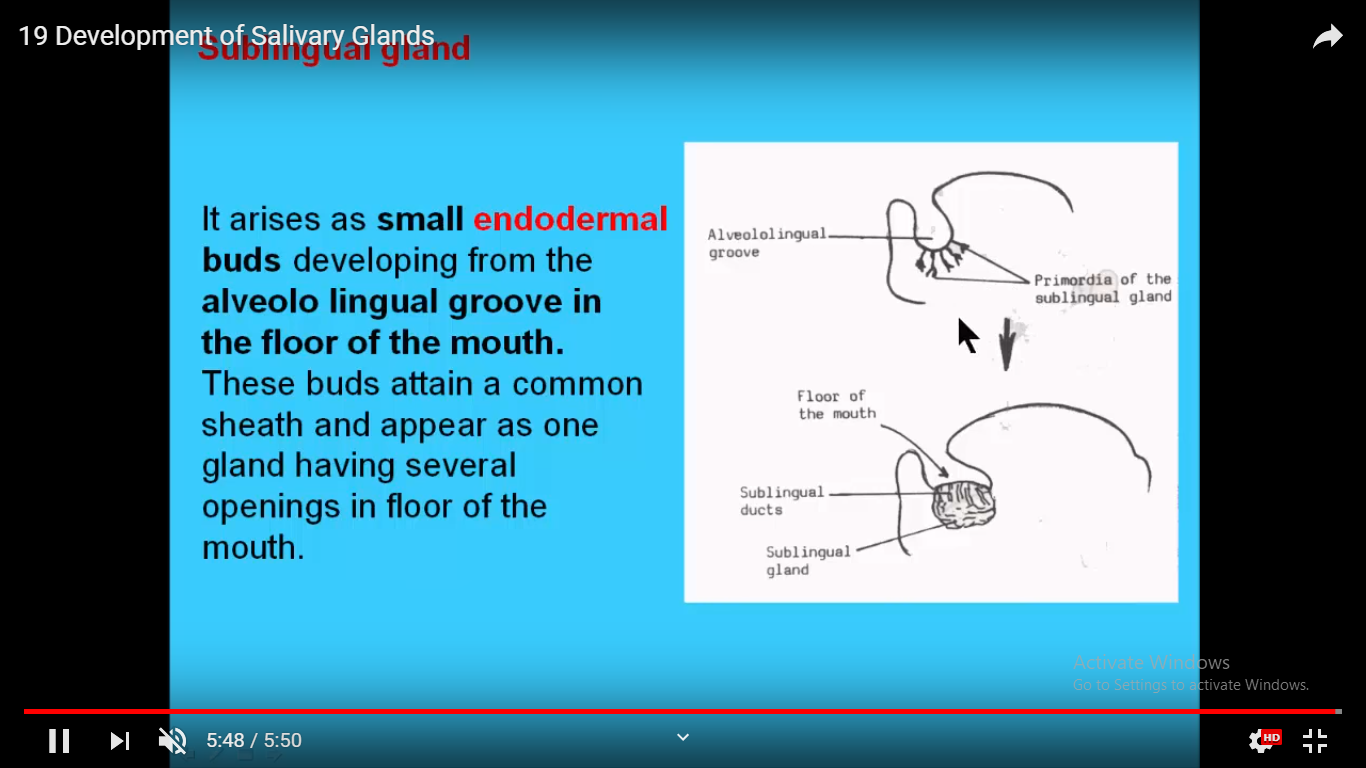 19 Development of Salivary Glands
Sublingual gland
It arises as small endodermal
buds developing from the
alveolo lingual groove in
the floor of the mouth.
These buds attain a common
sheath and appear as one
gland having several
openings in floor of the
mouth.
Alveololingual
groove
Primordia of the
sublingual gland
Floor of
the mouth
Sublingual
ducts
Sublingual
gland
Activate Windows
Go to Settings to activate Windows.
5:48 / 5:50
HD